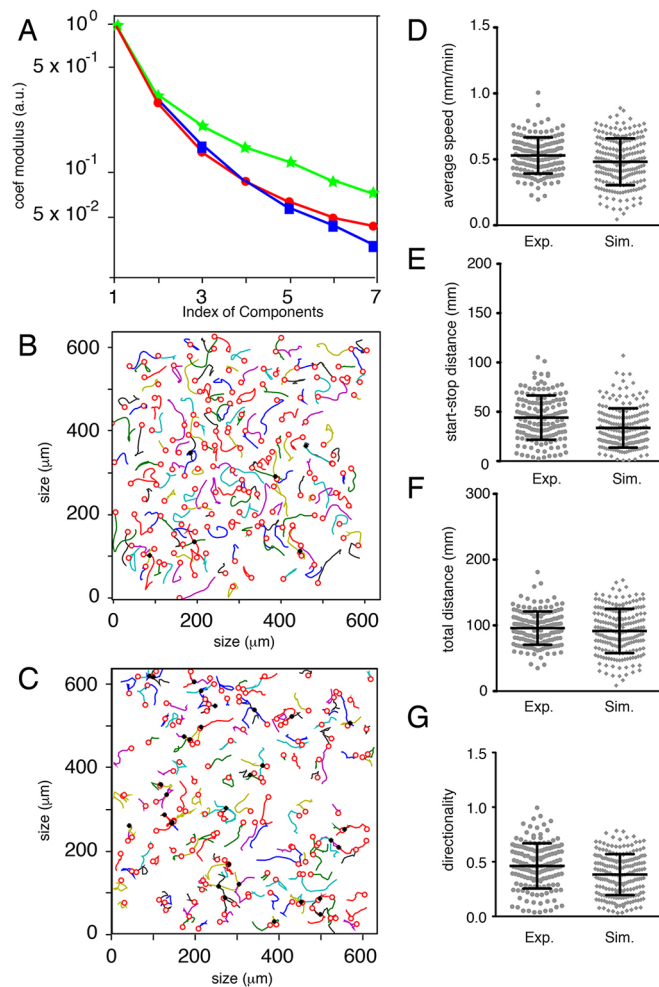 A
coef modulus (a.u.)
10⁰
5 x 10⁻¹
10⁻¹
5 x 10⁻²
1 3 5 7
Index of Components
B
size (μm)
600
400
200
0
0 200 400 600
size (μm)
C
size (μm)
600
400
200
0
0 200 400 600
size (μm)
D
average speed (mm/min)
1.5
1.0
0.5
0.0
Exp. Sim.
E
start-stop distance (mm)
200
150
100
50
0
Exp. Sim.
F
total distance (mm)
300
200
100
0
Exp. Sim.
G
directionality
1.5
1.0
0.5
0.0
Exp. Sim.